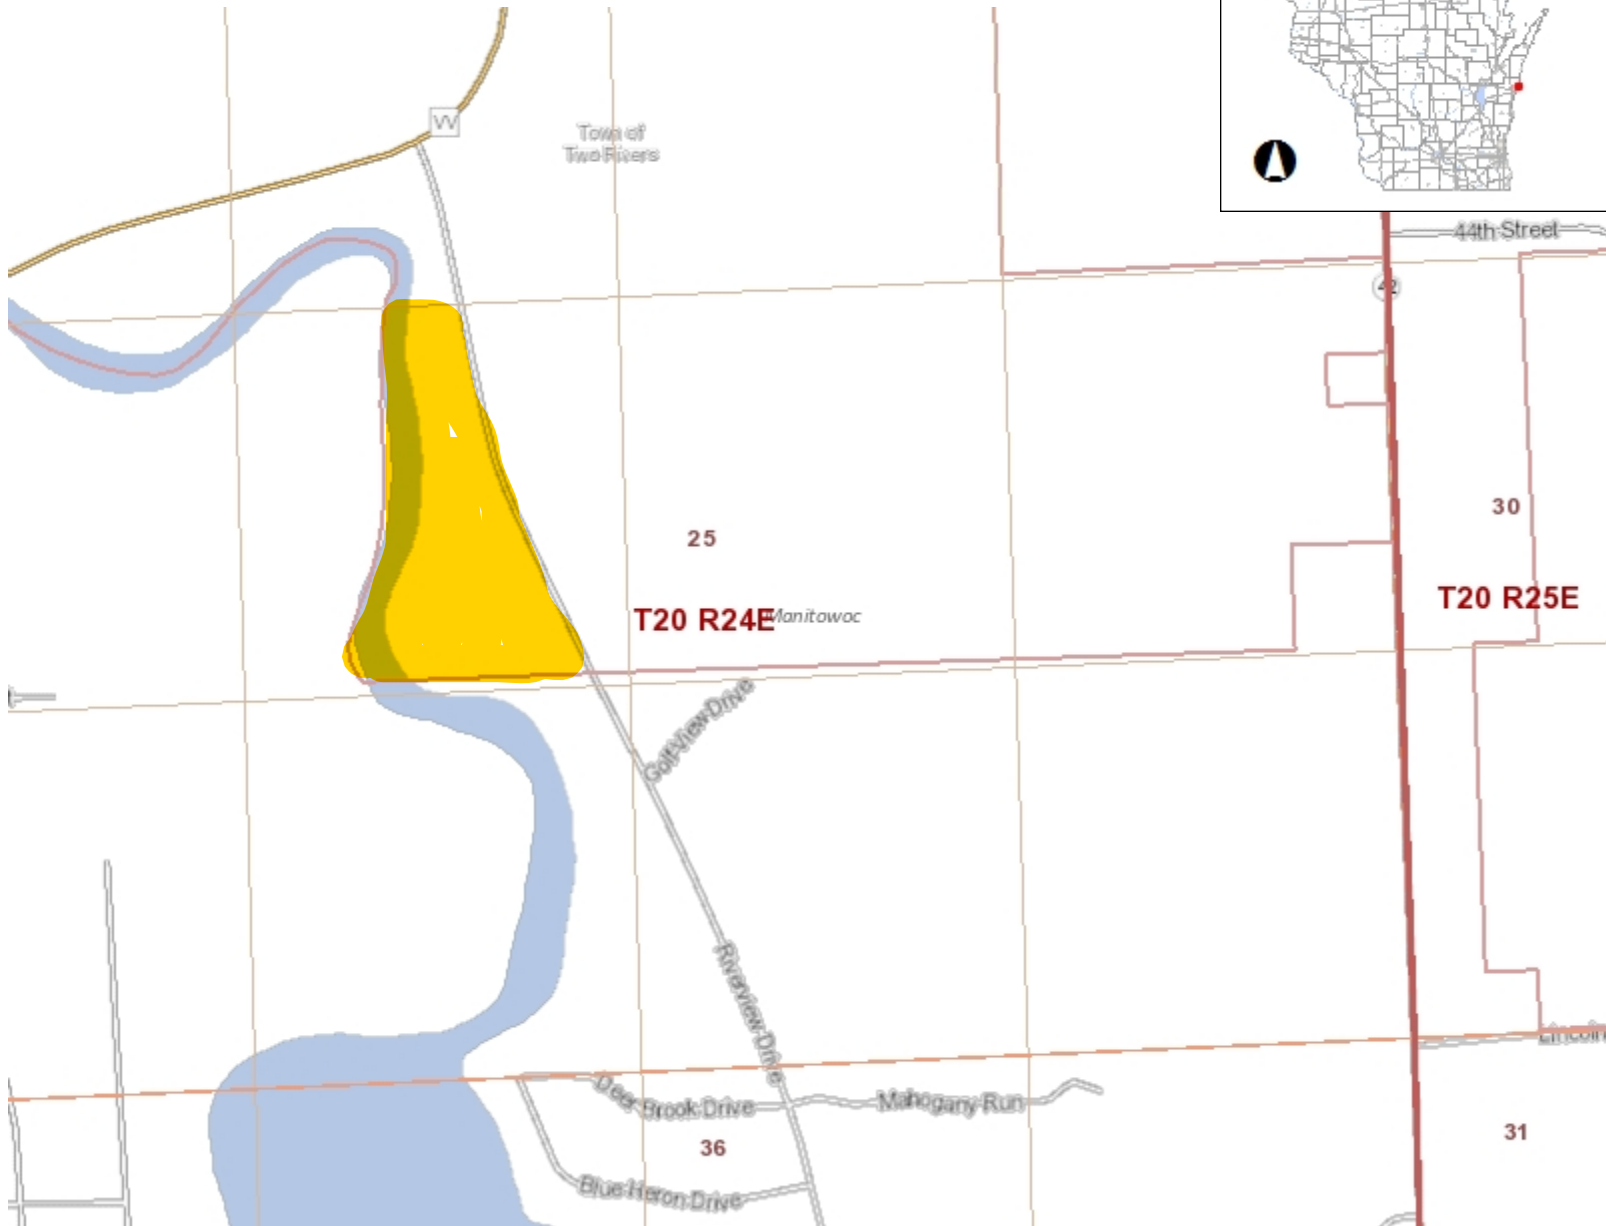 VV
Town of
Two Rivers
44th Street
42
25
30
T20 R24E
Manitowoc
T20 R25E
Golf View Drive
Riverview Drive
Lincoln
Deer Brook Drive
Mahogany Run
36
31
Blue Heron Drive